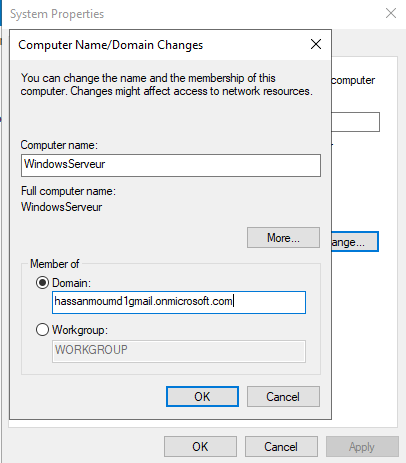 System Properties
Computer Name/Domain Changes
You can change the name and the membership of this
computer. Changes might affect access to network resources.
computer
Computer name:
WindowsServeur
Full computer name:
WindowsServeur
More...
ange...
Member of
Domain:
hassanmoumd1gmail.onmicrosoft.com
Workgroup:
WORKGROUP
OK Cancel
OK Cancel Apply